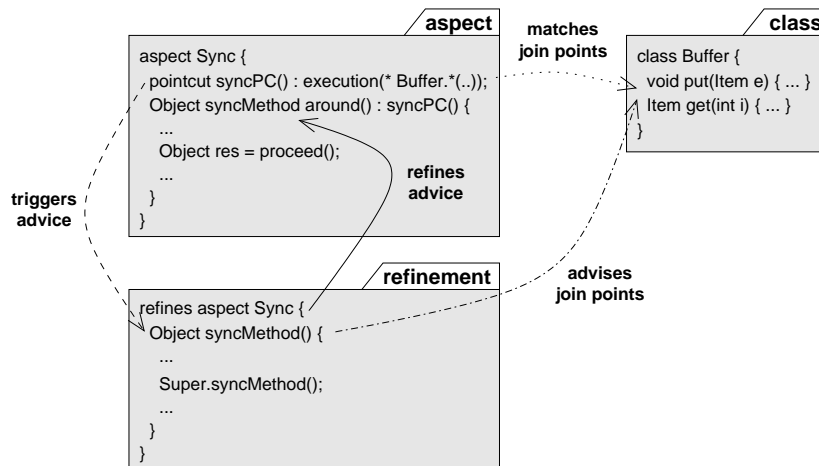 aspect
aspect Sync {
pointcut syncPC() : execution(* Buffer.*(..));
Object syncMethod around() : syncPC() {
...
Object res = proceed();
...
}
}
matches
join points
class
class Buffer {
void put(Item e) { ... }
Item get(int i) { ... }
}
triggers
advice
refines
advice
advises
join points
refinement
refines aspect Sync {
Object syncMethod() {
...
Super.syncMethod();
...
}
}